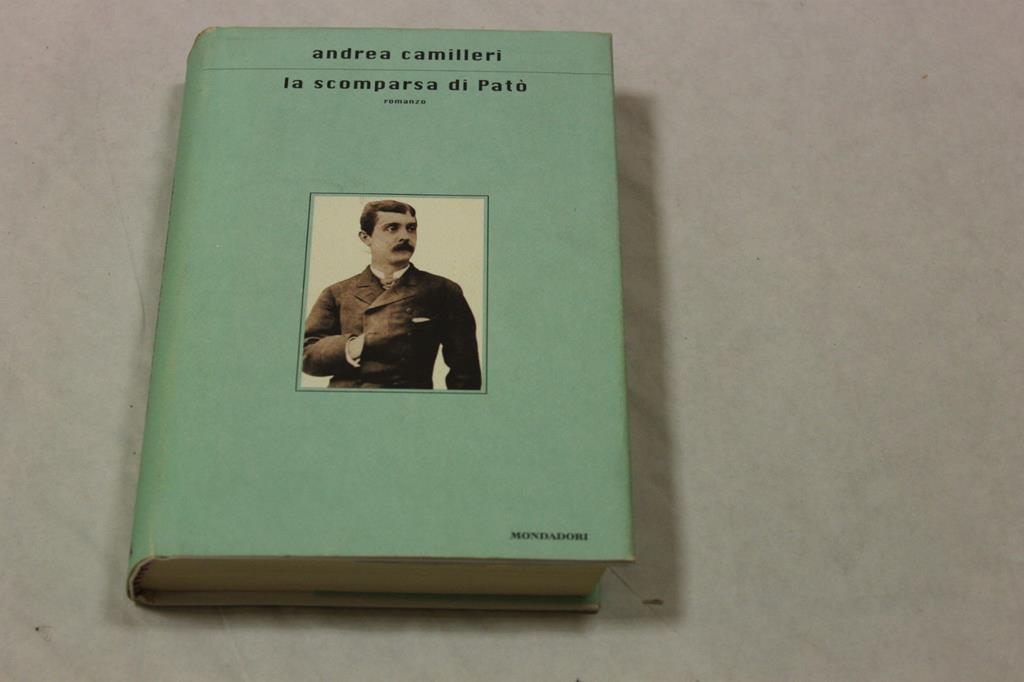 andrea camilleri
la scomparsa di Patò
romanzo
MONDADORI